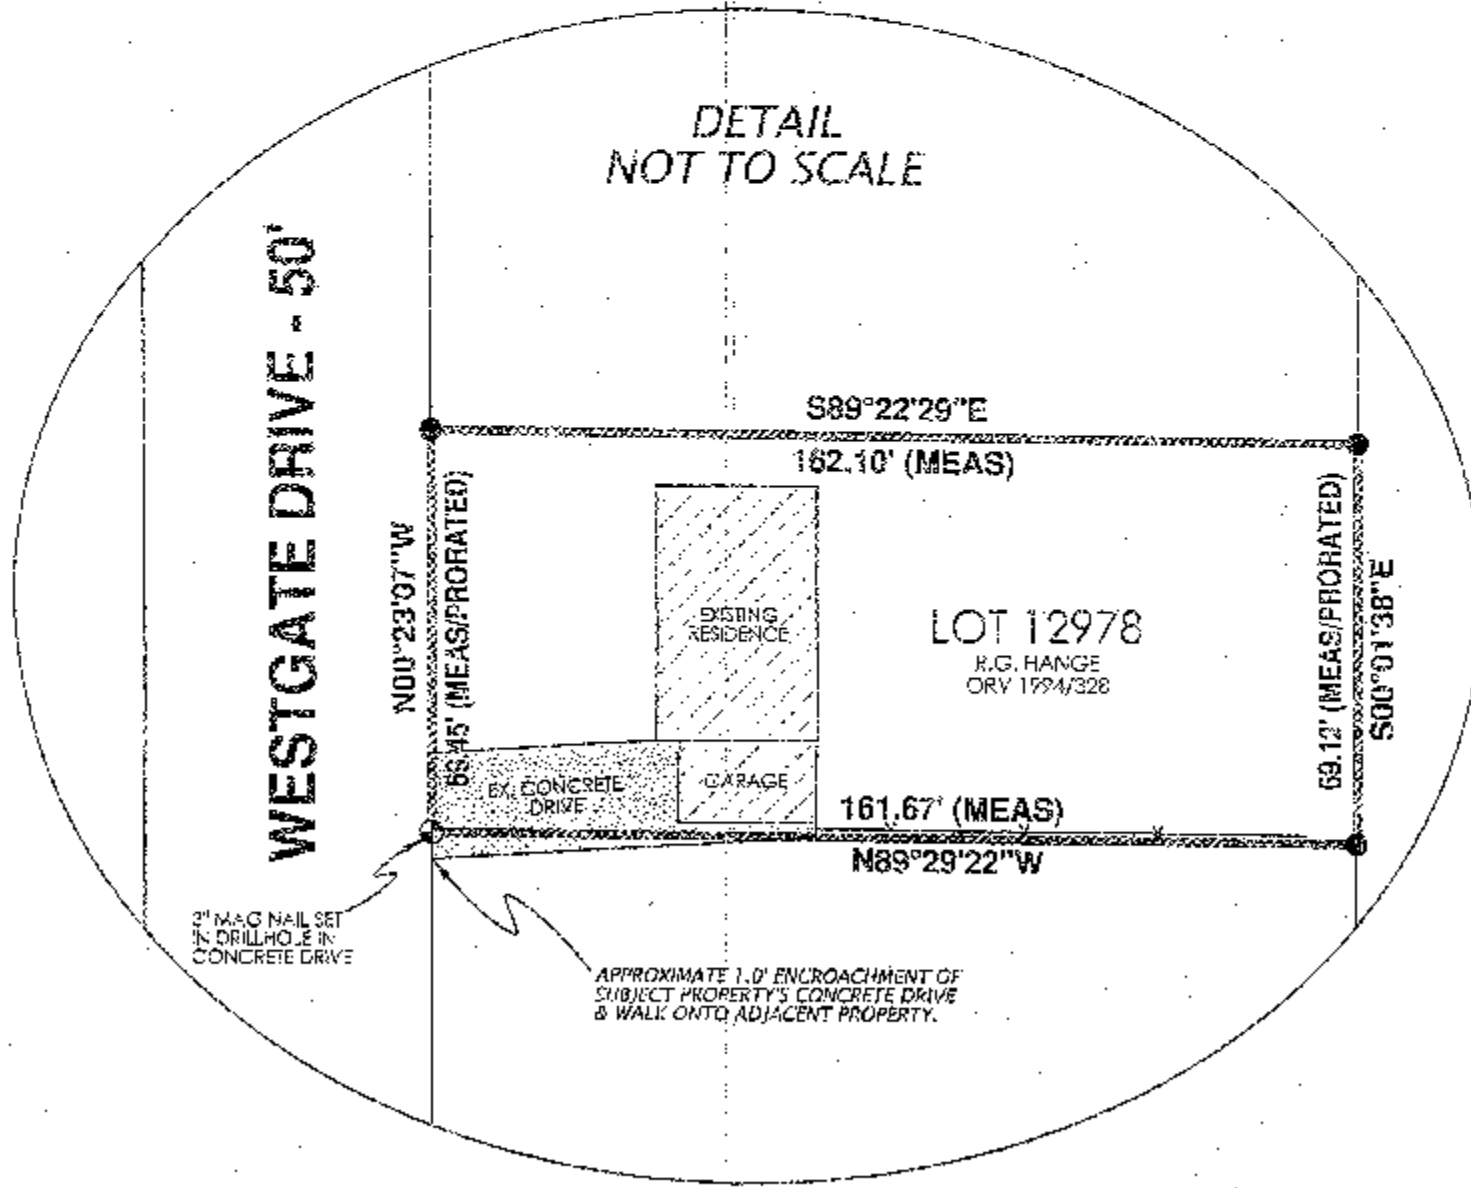 DETAIL
NOT TO SCALE
WESTGATE DRIVE - 50'
S89°22'29"E
162.10' (MEAS)
N00°23'07"W
(MEAS/PRORATED)
EXISTING
RESIDENCE
LOT 12978
R.G. HANGE
ORV 1994/328
69.12' (MEAS/PRORATED)
S00°01'38"E
EX. CONCRETE
DRIVE
GARAGE
161.67' (MEAS)
N89°29'22"W
MAG NAIL SET
IN DRILLHOLE IN
CONCRETE DRIVE
APPROXIMATE 1.0' ENCROACHMENT OF
SUBJECT PROPERTY'S CONCRETE DRIVE
& WALK ONTO ADJACENT PROPERTY.